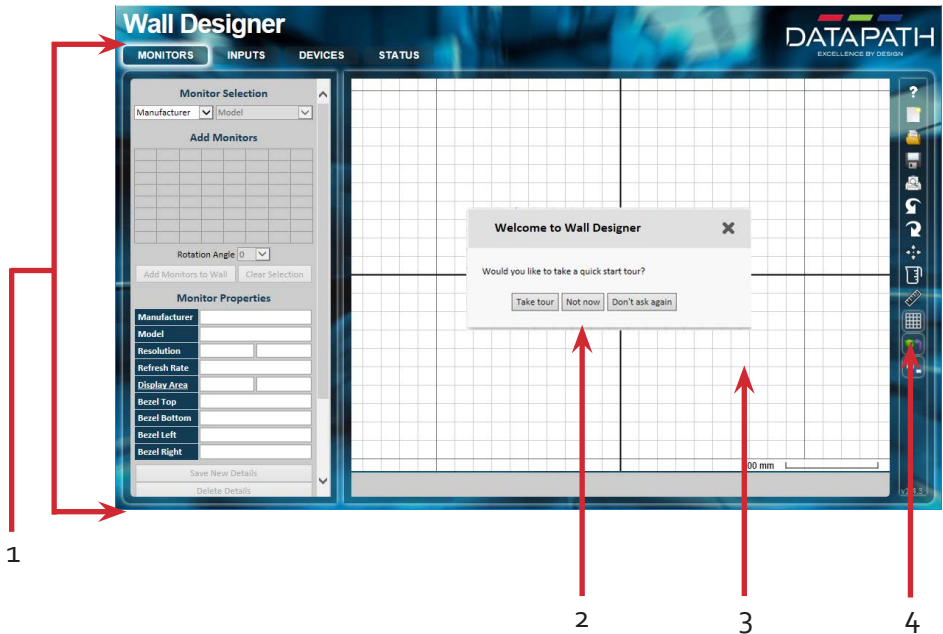 Wall Designer
DATAPATH
EXCELLENCE BY DESIGN
MONITORS INPUTS DEVICES STATUS
Monitor Selection
Manufacturer Model
Add Monitors
Rotation Angle 0
Add Monitors to Wall Clear Selection
Monitor Properties
Manufacturer
Model
Resolution
Refresh Rate
Display Area
Bezel Top
Bezel Bottom
Bezel Left
Bezel Right
Save New Details
Delete Details
Welcome to Wall Designer
Would you like to take a quick start tour?
Take tour Not now Don't ask again
00 mm
?
1
2
3
4